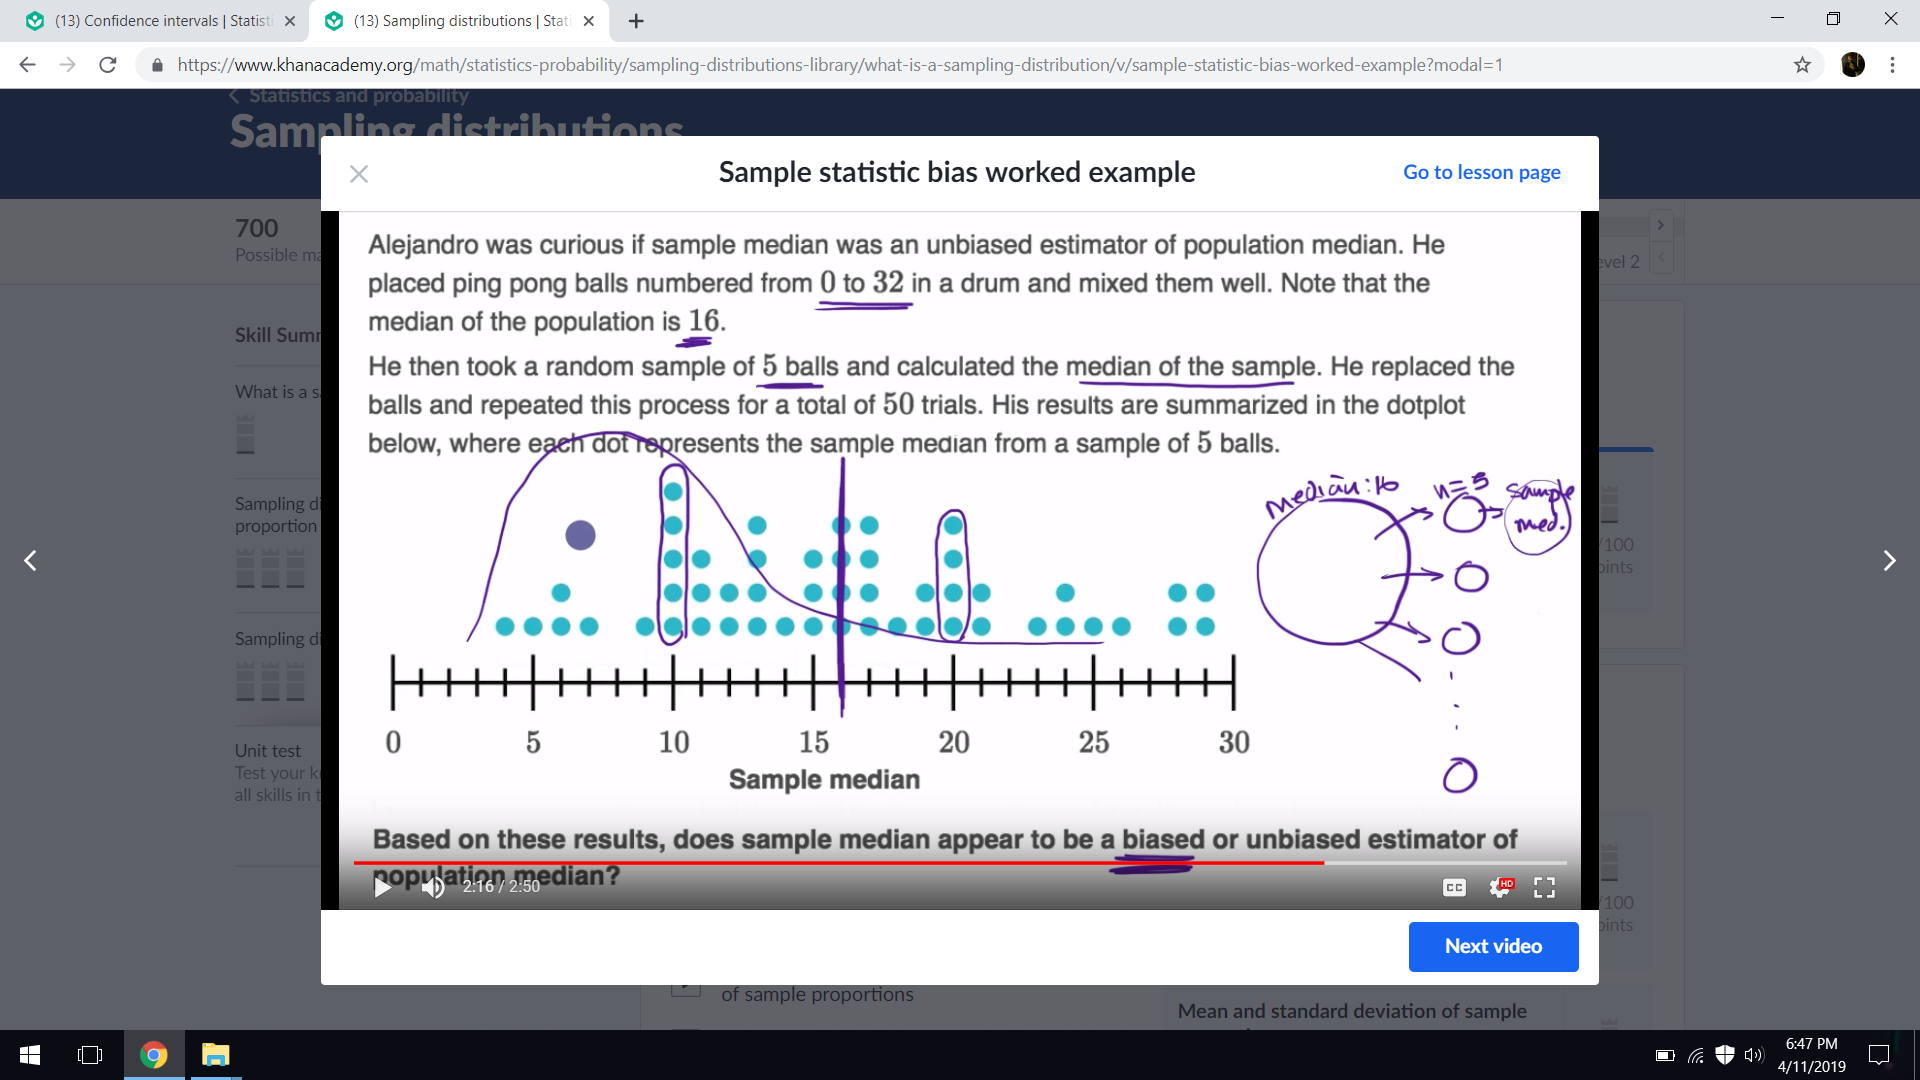 (13) Confidence intervals | Statisti
(13) Sampling distributions | Stati
https://www.khanacademy.org/math/statistics-probability/sampling-distributions-library/what-is-a-sampling-distribution/v/sample-statistic-bias-worked-example?modal=1
Statistics and probability
Sampling distributions
700
Possible ma
evel 2
Skill Summ
What is a s
Sampling di
proportion
Sampling di
Unit test
Test your k
all skills in t
Sample statistic bias worked example
Go to lesson page
Alejandro was curious if sample median was an unbiased estimator of population median. He
placed ping pong balls numbered from 0 to 32 in a drum and mixed them well. Note that the
median of the population is 16.
He then took a random sample of 5 balls and calculated the median of the sample. He replaced the
balls and repeated this process for a total of 50 trials. His results are summarized in the dotplot
below, where each dot represents the sample median from a sample of 5 balls.
median:16
n=5
sample
med.
0 5 10 15 20 25 30
Sample median
Based on these results, does sample median appear to be a biased or unbiased estimator of
population median?
2:16 / 2:50
CC
HD
/100
oints
/100
oints
Next video
of sample proportions
Mean and standard deviation of sample
6:47 PM
4/11/2019